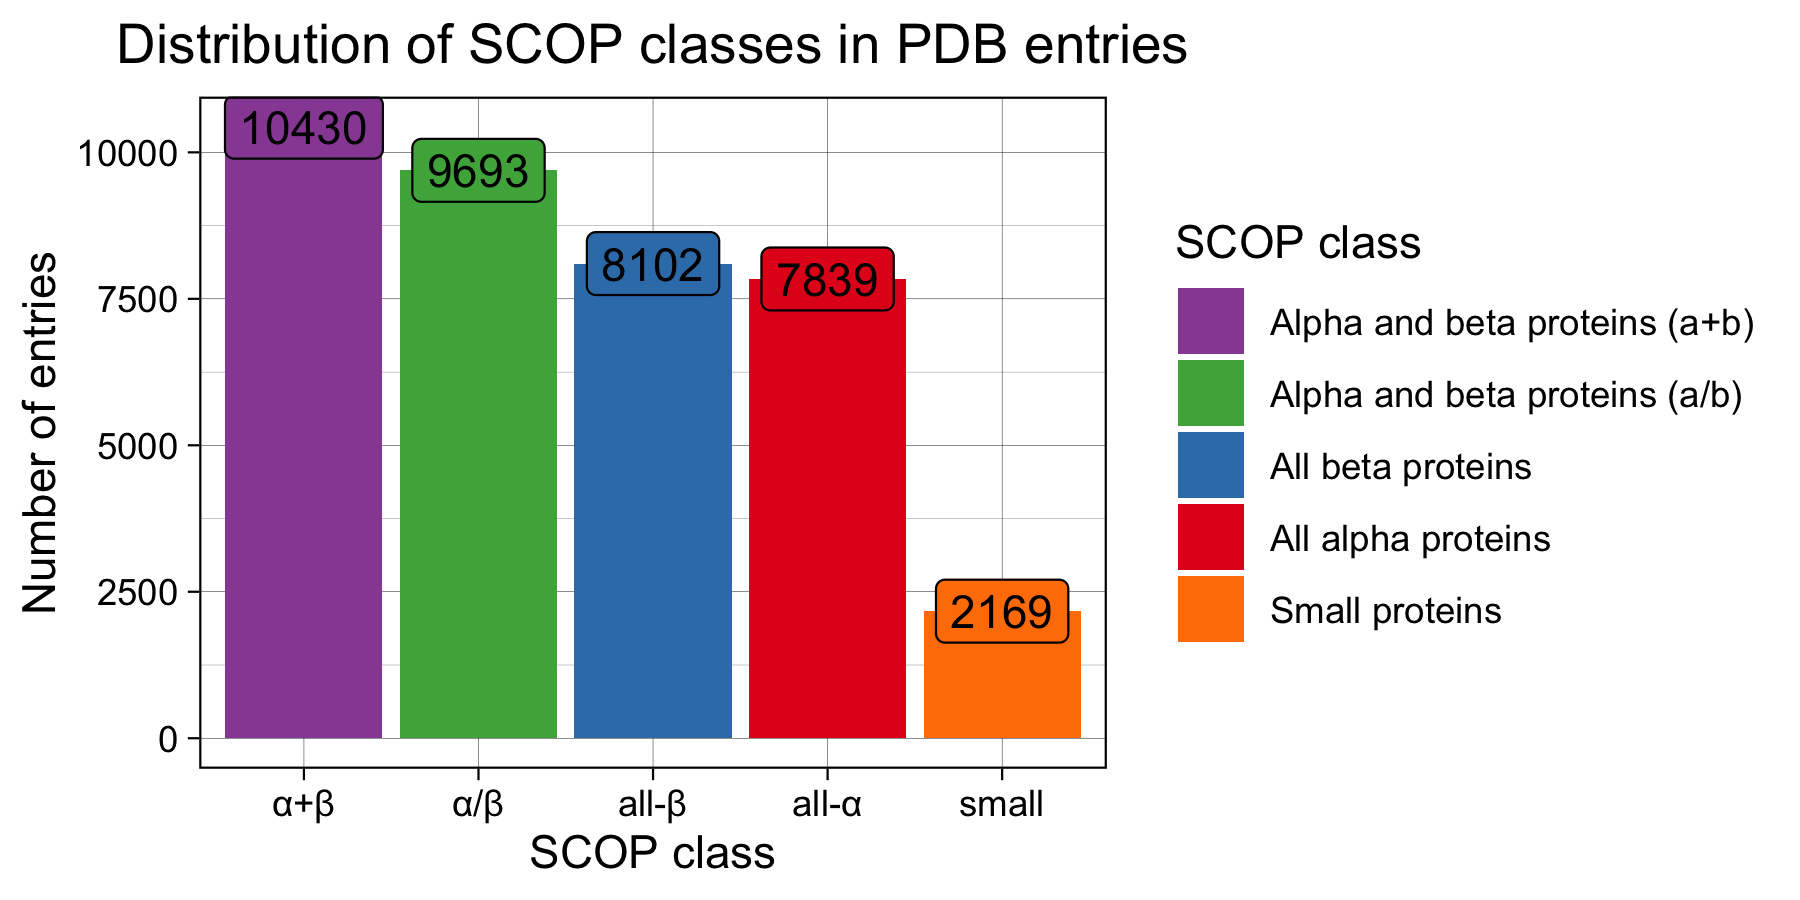 Distribution of SCOP classes in PDB entries
Number of entries
10000
7500
5000
2500
0
10430
9693
8102
7839
2169
α+β
α/β
all-β
all-α
small
SCOP class
SCOP class
Alpha and beta proteins (a+b)
Alpha and beta proteins (a/b)
All beta proteins
All alpha proteins
Small proteins